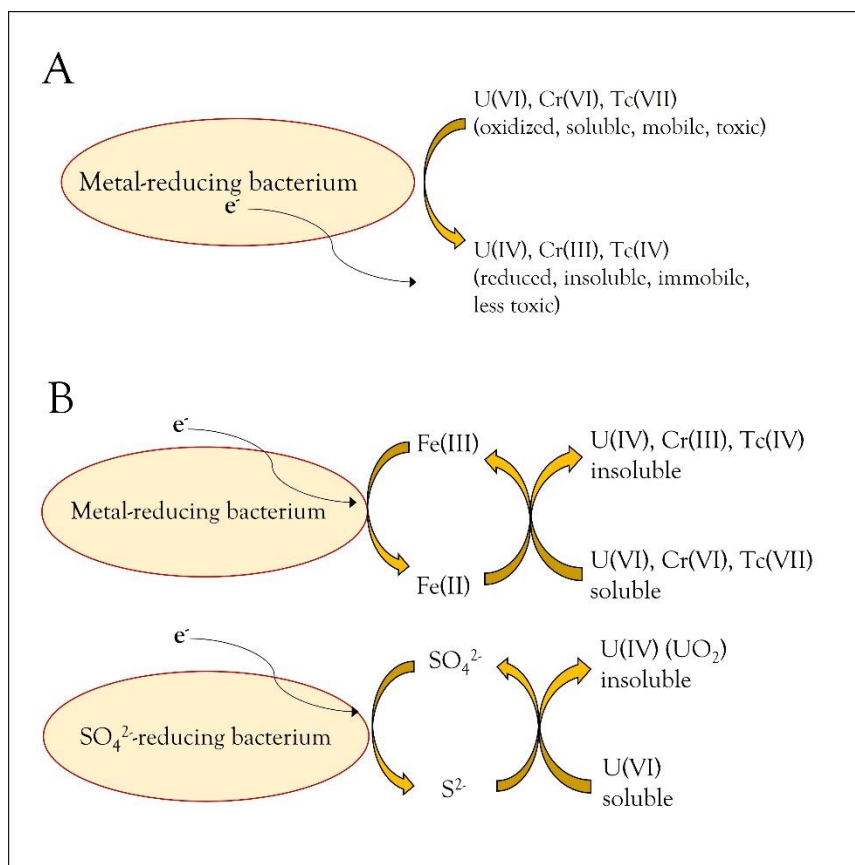 A
U(VI), Cr(VI), Tc(VII)
(oxidized, soluble, mobile, toxic)
Metal-reducing bacterium
e⁻
U(IV), Cr(III), Tc(IV)
(reduced, insoluble, immobile,
less toxic)
B
e⁻
Fe(III)
U(IV), Cr(III), Tc(IV)
insoluble
Metal-reducing bacterium
Fe(II)
U(VI), Cr(VI), Tc(VII)
soluble
e⁻
SO₄²⁻
U(IV) (UO₂)
insoluble
SO₄²⁻-reducing bacterium
S²⁻
U(VI)
soluble